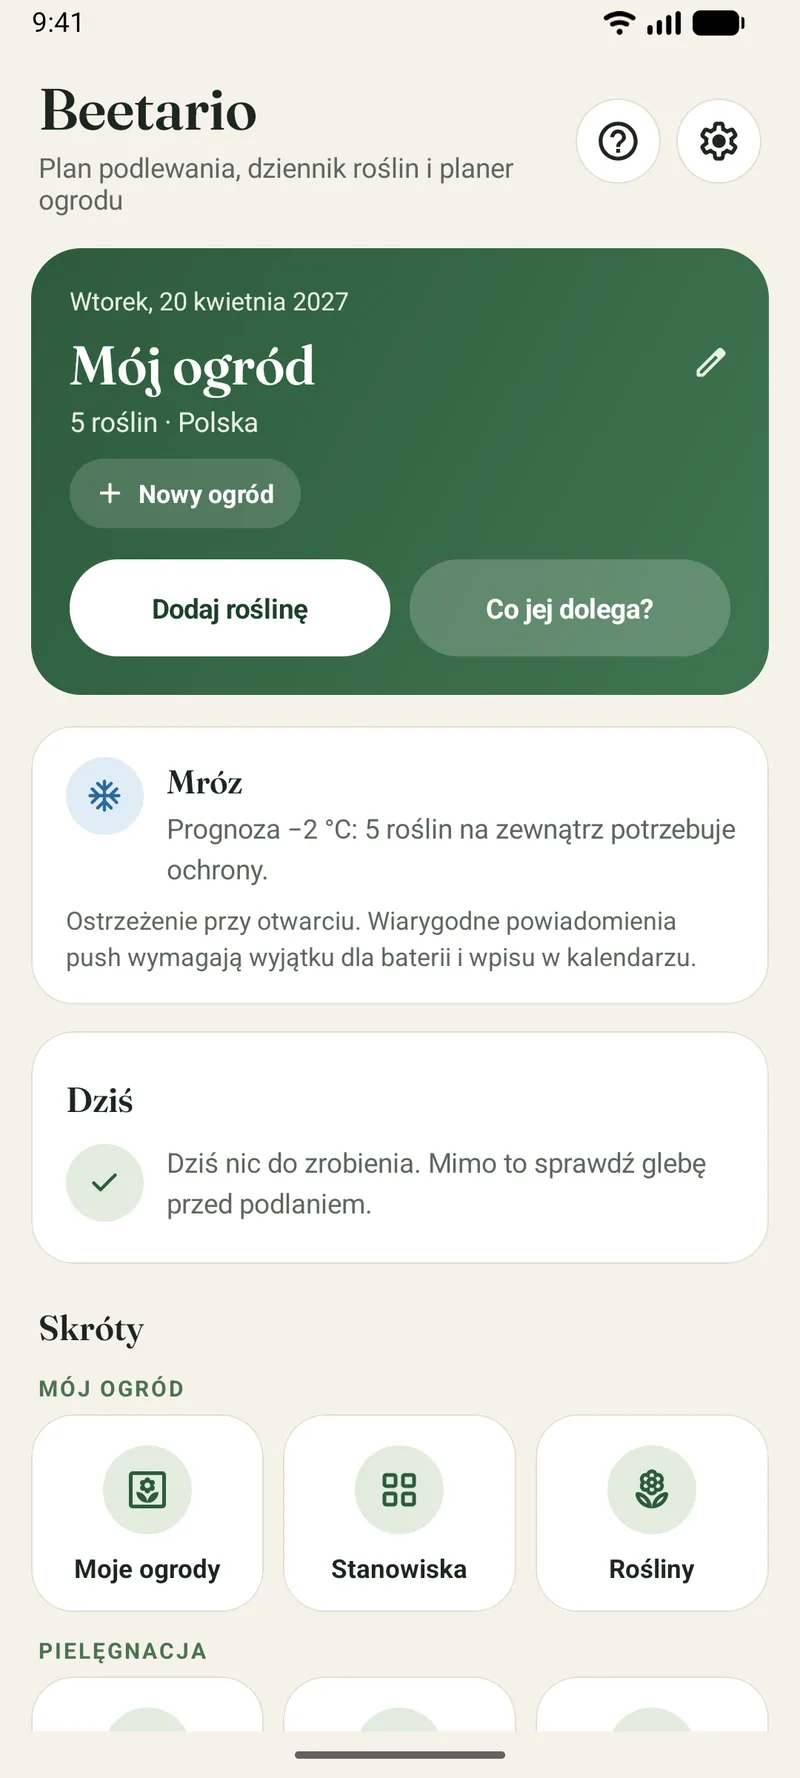 9:41
Beetario
Plan podlewania, dziennik roślin i planer
ogrodu
Wtorek, 20 kwietnia 2027
Mój ogród
5 roślin · Polska
+ Nowy ogród
Dodaj roślinę
Co jej dolega?
Mróz
Prognoza −2 °C: 5 roślin na zewnątrz potrzebuje
ochrony.
Ostrzeżenie przy otwarciu. Wiarygodne powiadomienia
push wymagają wyjątku dla baterii i wpisu w kalendarzu.
Dziś
Dziś nic do zrobienia. Mimo to sprawdź glebę
przed podlaniem.
Skróty
MÓJ OGRÓD
Moje ogrody
Stanowiska
Rośliny
PIELĘGNACJA